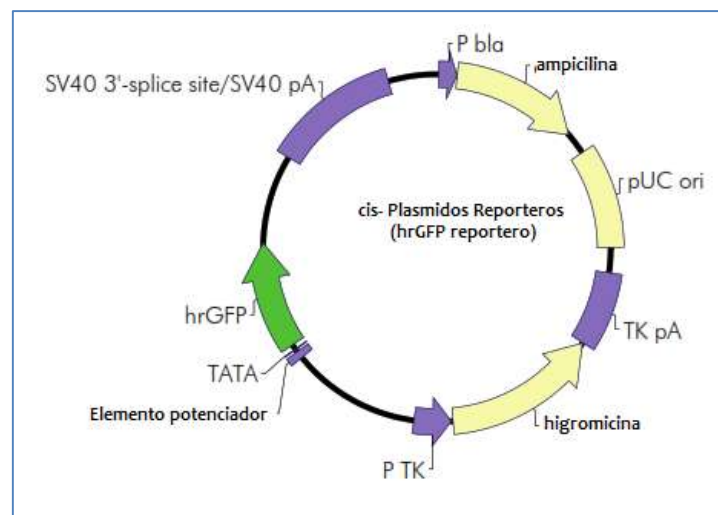 P bla
ampicilina
SV40 3'-splice site/SV40 pA
pUC ori
cis- Plasmidos Reporteros
(hrGFP reportero)
hrGFP
TK pA
TATA
Elemento potenciador
higromicina
P TK